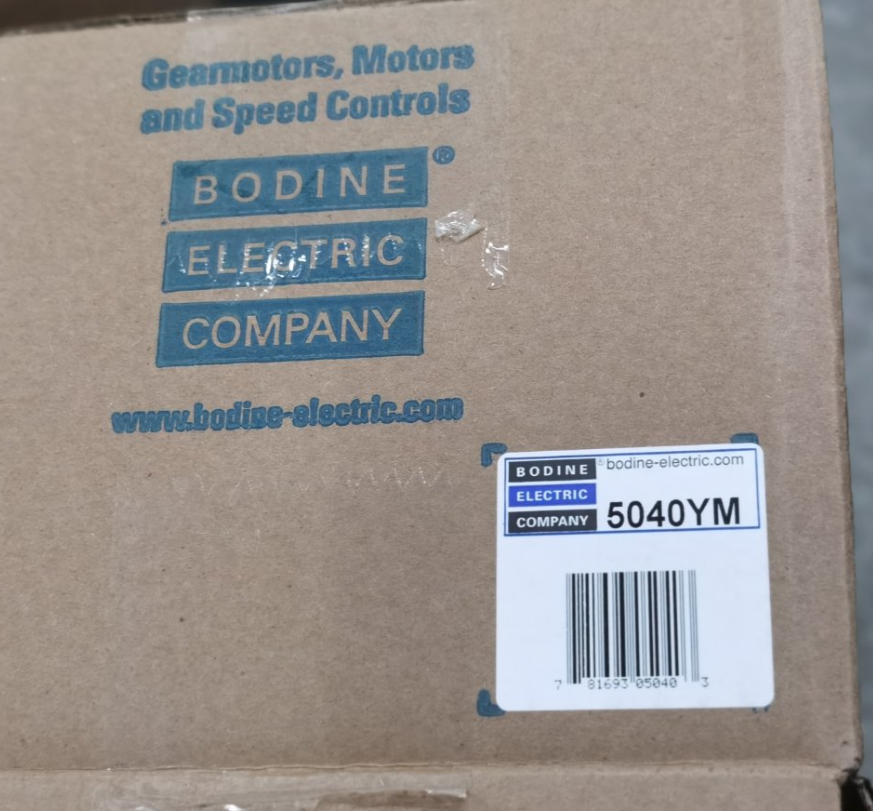 Gearmotors, Motors
and Speed Controls
BODINE®
ELECTRIC
COMPANY
www.bodine-electric.com
BODINE® bodine-electric.com
ELECTRIC
COMPANY 5040YM
7 81693 05040 3